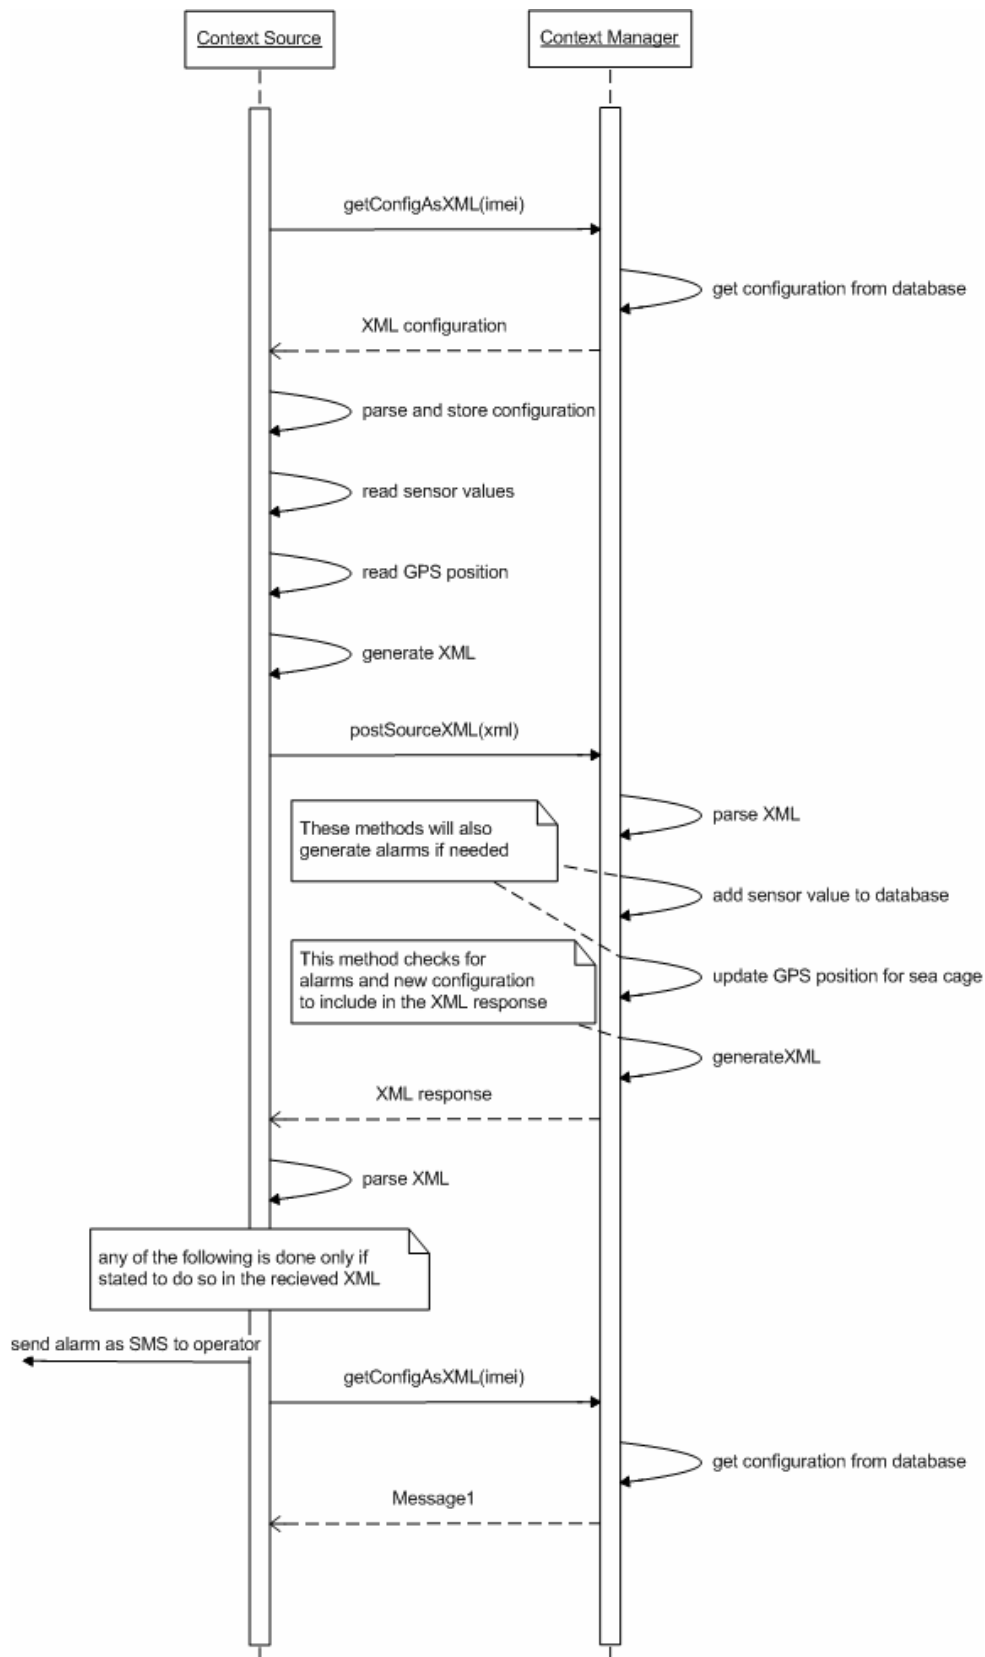 Context Source
Context Manager
getConfigAsXML(imei)
get configuration from database
XML configuration
parse and store configuration
read sensor values
read GPS position
generate XML
postSourceXML(xml)
parse XML
These methods will also
generate alarms if needed
add sensor value to database
This method checks for
alarms and new configuration
to include in the XML response
update GPS position for sea cage
generateXML
XML response
parse XML
any of the following is done only if
stated to do so in the recieved XML
send alarm as SMS to operator
getConfigAsXML(imei)
get configuration from database
Message1